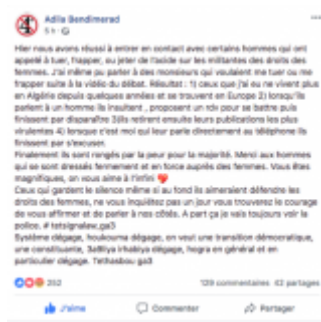 Adila Bendimerad
5 h
Hier nous avons réussi à entrer en contact avec certains hommes qui ont
appelé à tuer, frapper, ou jeter de l'acide sur les militantes des droits des
femmes. J'ai même pu parler à des messieurs qui voulaient me tuer ou me
frapper suite à la vidéo du débat. Résultat : 1) ceux que j'ai eu ne vivent plus
en Algérie depuis quelques années et se trouvent en Europe 2) lorsqu'ils
parlent à un homme ils insultent , proposent un rdv pour se battre puis
finissent par disparaître 3)ils retirent ensuite leurs publications les plus
virulentes 4) lorsque c'est moi qui leur parle directement au téléphone ils
finissent par s'excuser.
Finalement ils sont rongés par la peur pour la majorité. Merci aux hommes
qui se sont dressés fermement et en force auprès des femmes. Vous êtes
magnifiques, on vous aime à l'infini
Ceux qui gardent le silence même si au fond ils aimeraient défendre les
droits des femmes, ne vous inquiétez pas un jour vous trouverez le courage
de vous affirmer et de parler à nos côtés. A part ça je vais toujours voir la
police. # tetsignalew_ga3
Système dégage, houkouma dégage, on veut une transition démocratique,
une constituante, irhabiya dégage, hogra en général et en
particulier dégage. Tethasbou ga3
252
129 commentaires 62 partages
J'aime
Commenter
Partager